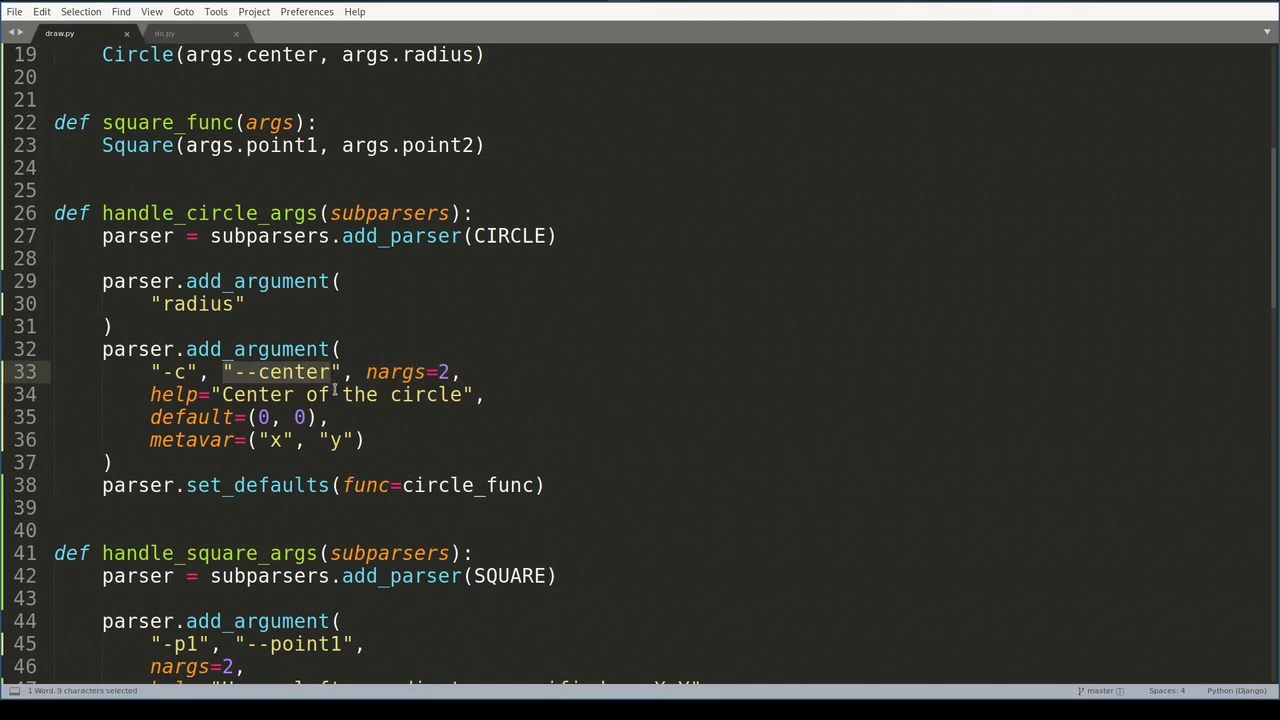 File Edit Selection View Goto Tools Project Preferences Help
draw.py × do.py ×
19 Circle(args.center, args.radius)
20
21
22 def square_func(args):
23 Square(args.point1, args.point2)
24
25
26 def handle_circle_args(subparsers):
27 parser = subparsers.add_parser(CIRCLE)
28
29 parser.add_argument(
30 "radius"
31 )
32 parser.add_argument(
33 "-c", "--center", nargs=2,
34 help="Center of the circle",
35 default=(0, 0),
36 metavar=("x", "y")
37 )
38 parser.set_defaults(func=circle_func)
39
40
41 def handle_square_args(subparsers):
42 parser = subparsers.add_parser(SQUARE)
43
44 parser.add_argument(
45 "-p1", "--point1",
46 nargs=2,
1 Word, 9 characters selected master 1 Spaces: 4 Python (Django)